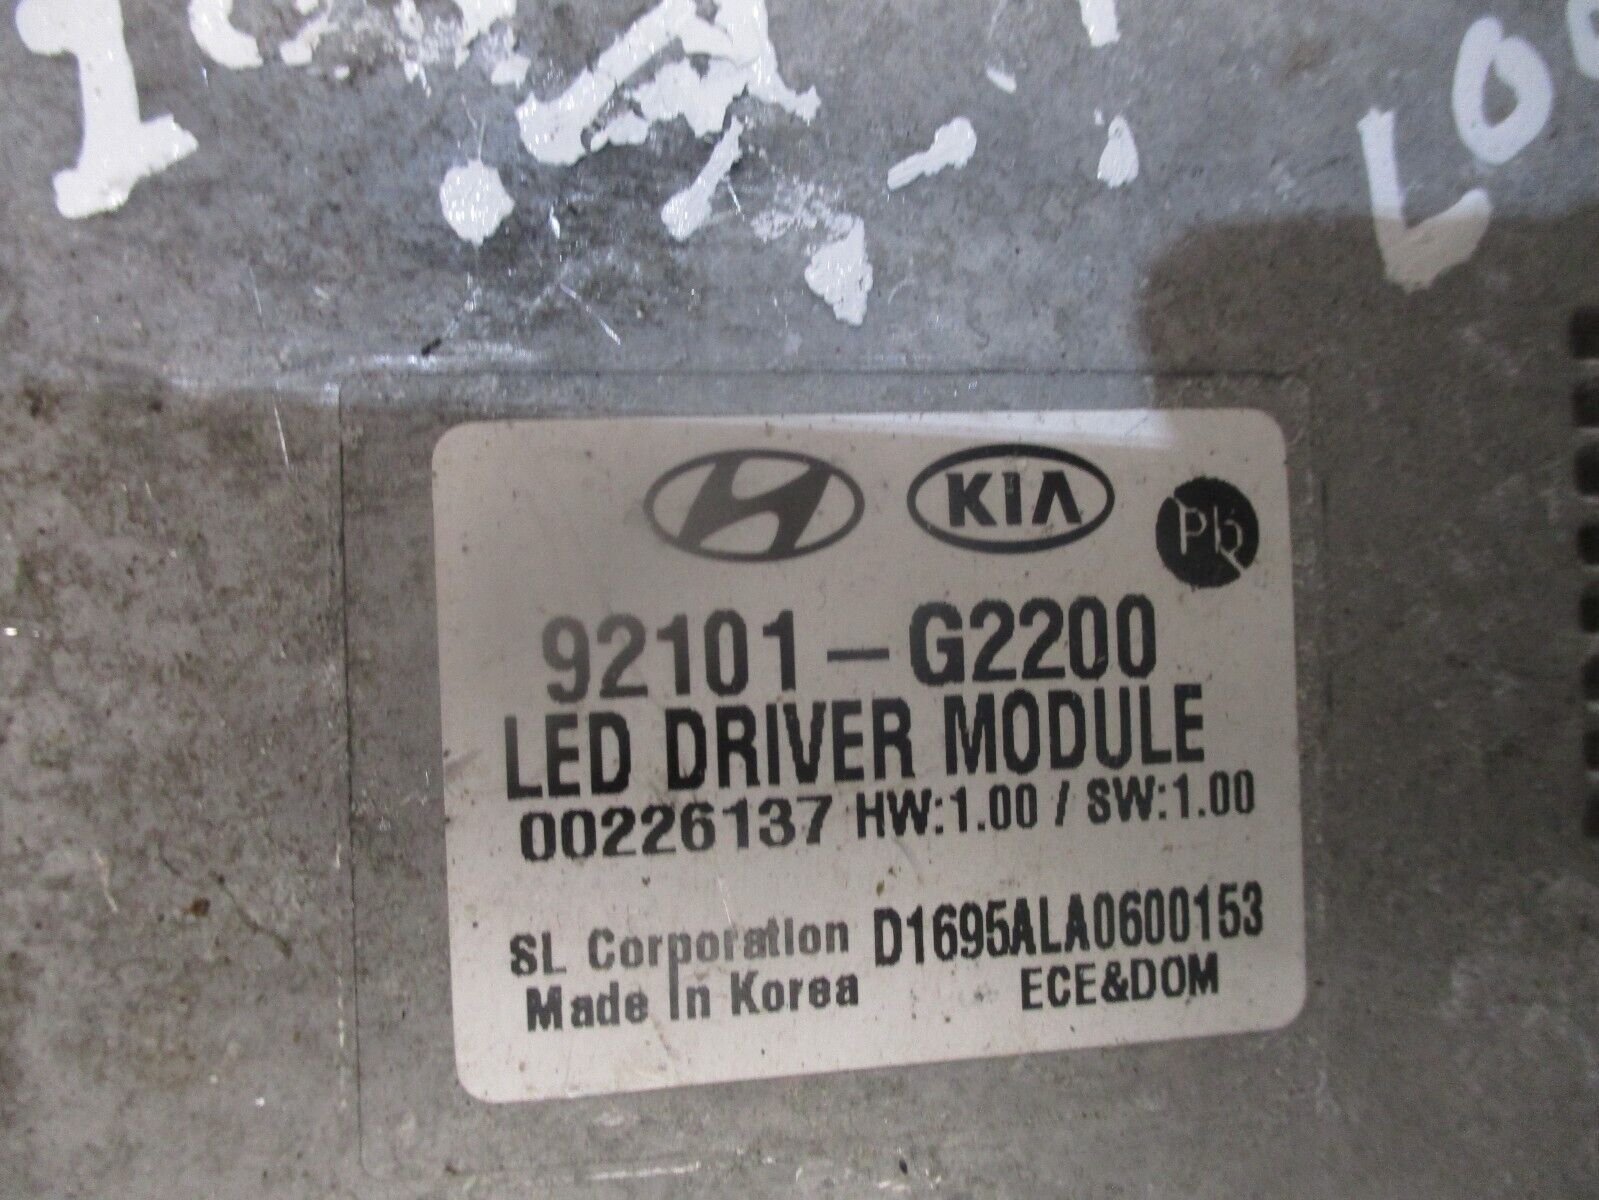 KIA
Pb
92101-G2200
LED DRIVER MODULE
00226137 HW:1.00 / SW:1.00
SL Corporation D1695ALA0600153
Made In Korea ECE&DOM